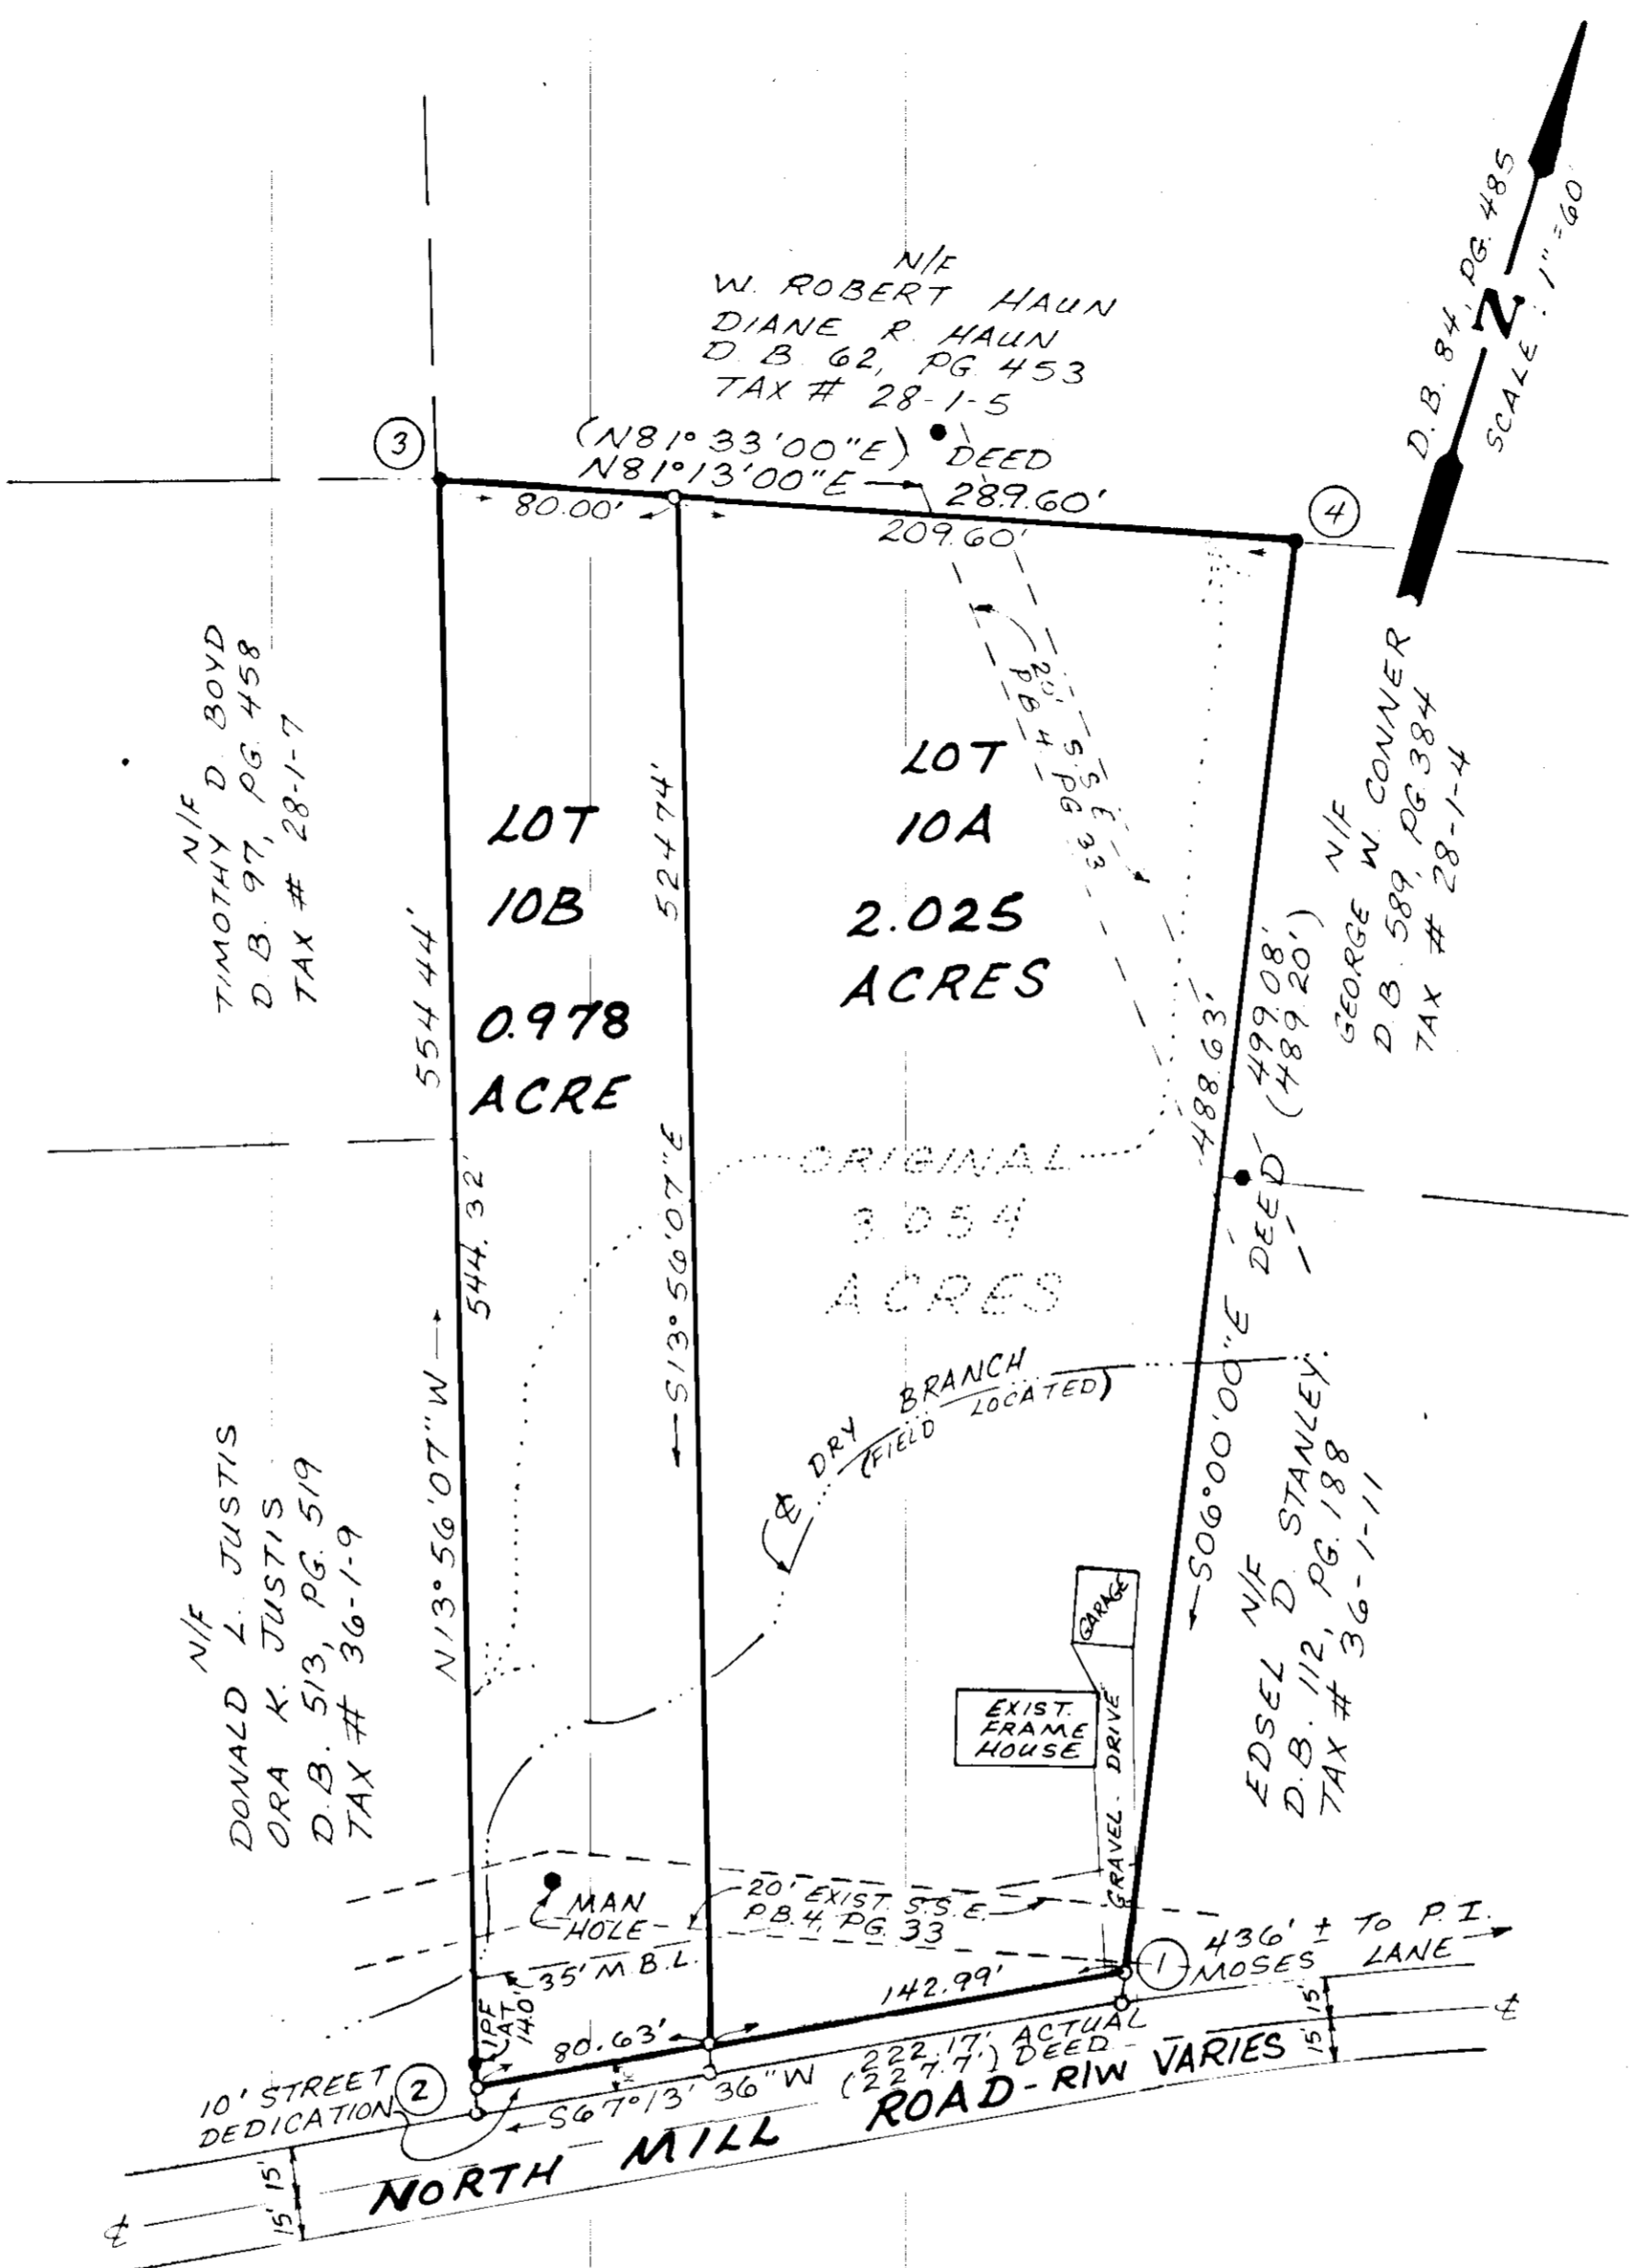 D.B. 84, PG. 485
N
SCALE: 1"=60'
N/F
W. ROBERT HAUN
DIANE R. HAUN
D.B. 62, PG. 453
TAX # 28-1-5
(N81°33'00"E) DEED
N81°13'00"E 289.60'
3
80.00'
209.60'
4
N/F
TIMOTHY D. BOYD
D.B. 97, PG. 458
TAX # 28-1-7
LOT
10B
0.978
ACRE
LOT
10A
2.025
ACRES
20' S.S.E.
PB 4 PG 33
554.44'
544.32'
N13°56'07"W
524.74'
S13°56'07"E
488.63'
499.08'
DEED (489.20')
S06°00'00"E
N/F
GEORGE W. CONNER
D.B. 589, PG. 384
TAX # 28-1-4
ORIGINAL
3.054
ACRES
DRY BRANCH
(FIELD LOCATED)
N/F
DONALD L. JUSTIS
ORA K. JUSTIS
D.B. 513, PG. 519
TAX # 36-1-9
N/F
EDSEL D. STANLEY
D.B. 112, PG. 188
TAX # 36-1-11
GARAGE
EXIST.
FRAME
HOUSE
GRAVEL DRIVE
MAN
HOLE
20' EXIST. S.S.E.
P.B. 4, PG. 33
35' M.B.L.
IPF
AT
14.0'
80.63'
142.99'
1
436' ± TO P.I.
MOSES LANE
10' STREET
DEDICATION
2
S67°13'36"W
222.17' ACTUAL
(227.7') DEED
NORTH MILL ROAD-R/W VARIES
15' 15'
15' 15'